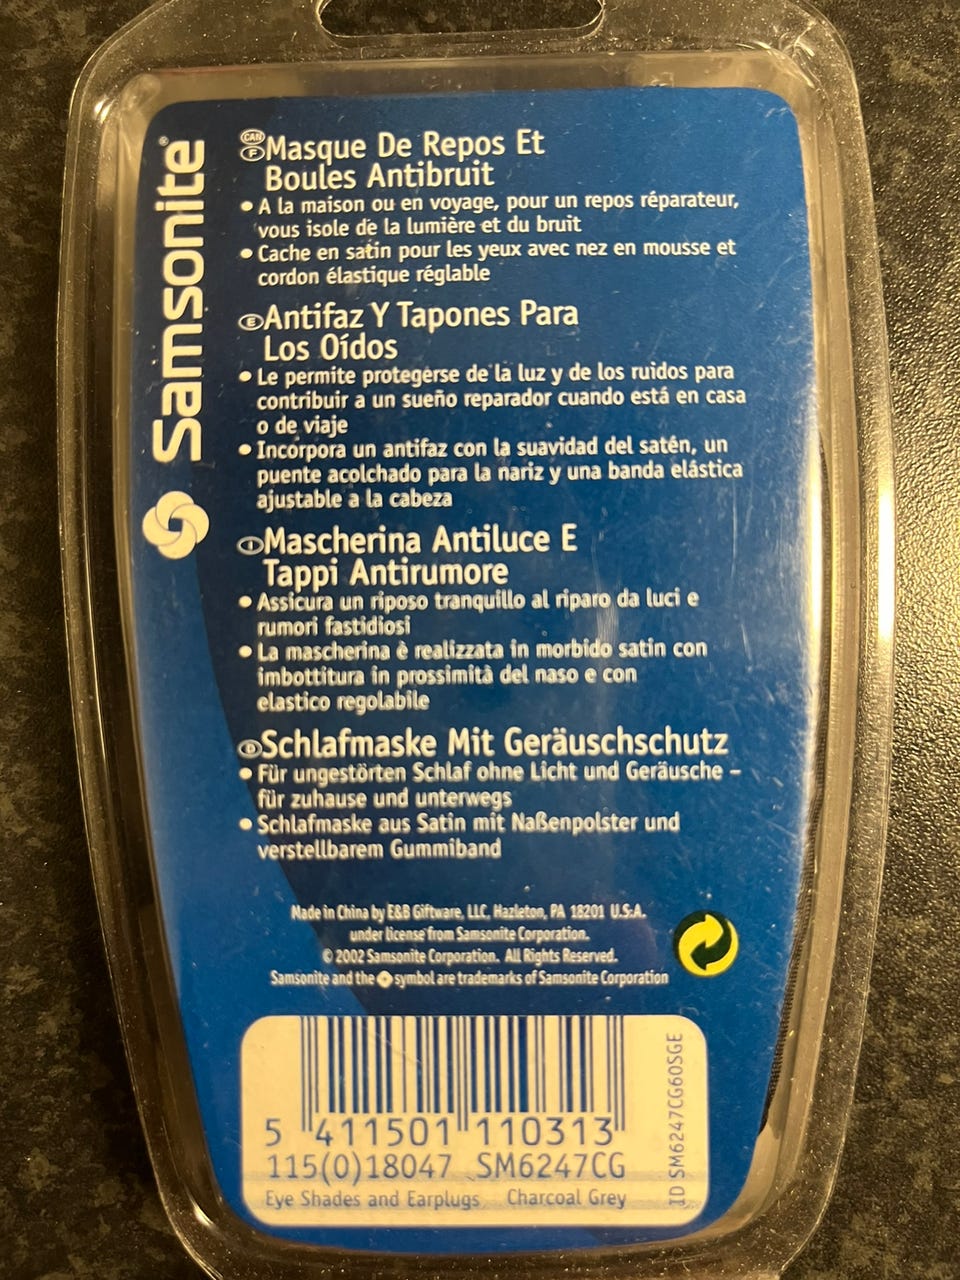 Samsonite®
CAN F Masque De Repos Et
Boules Antibruit
• A la maison ou en voyage, pour un repos réparateur,
vous isole de la lumière et du bruit
• Cache en satin pour les yeux avec nez en mousse et
cordon élastique réglable
E Antifaz Y Tapones Para
Los Oídos
• Le permite protegerse de la luz y de los ruidos para
contribuir a un sueño reparador cuando está en casa
o de viaje
• Incorpora un antifaz con la suavidad del satén, un
puente acolchado para la nariz y una banda elástica
ajustable a la cabeza
I Mascherina Antiluce E
Tappi Antirumore
• Assicura un riposo tranquillo al riparo da luci e
rumori fastidiosi
• La mascherina è realizzata in morbido satin con
imbottitura in prossimità del naso e con
elastico regolabile
D Schlafmaske Mit Geräuschschutz
• Für ungestörten Schlaf ohne Licht und Geräusche –
für zuhause und unterwegs
• Schlafmaske aus Satin mit Naßenpolster und
verstellbarem Gummiband
Made in China by E&B Giftware, LLC, Hazleton, PA 18201 U.S.A.
under license from Samsonite Corporation.
© 2002 Samsonite Corporation. All Rights Reserved.
Samsonite and the symbol are trademarks of Samsonite Corporation
5 411501 110313
115(0)18047 SM6247CG
Eye Shades and Earplugs Charcoal Grey
ID SM6247CG60SGE